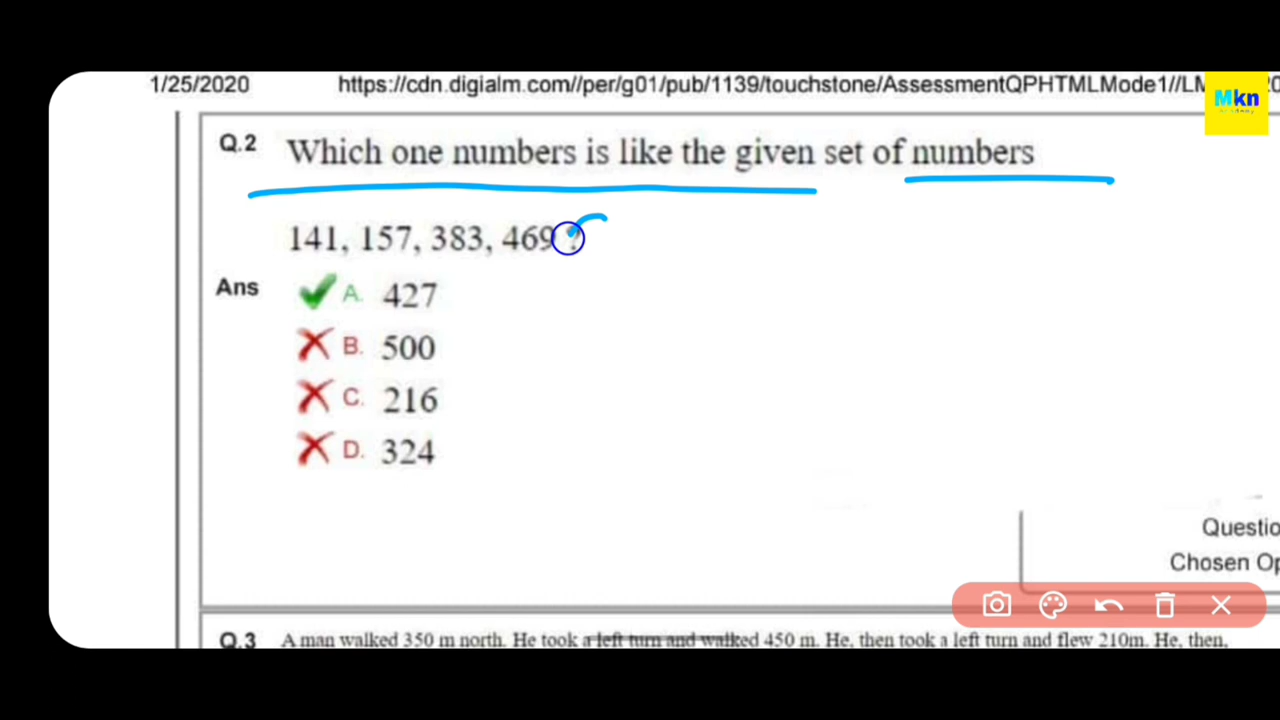 1/25/2020 https://cdn.digialm.com//per/g01/pub/1139/touchstone/AssessmentQPHTMLMode1//LM
Mkn
Q.2 Which one numbers is like the given set of numbers
141, 157, 383, 469 ?
Ans A. 427
B. 500
C. 216
D. 324
Questio
Chosen Op
Q.3 A man walked 350 m north. He took a left turn and walked 450 m. He, then took a left turn and flew 210m. He, then,